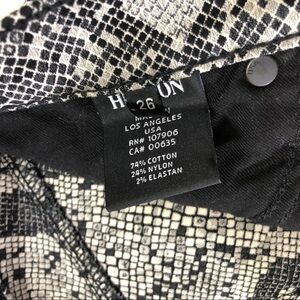 26
LOS ANGELES
USA
RN# 107906
CA# 00635
74% COTTON
24% NYLON
2% ELASTAN